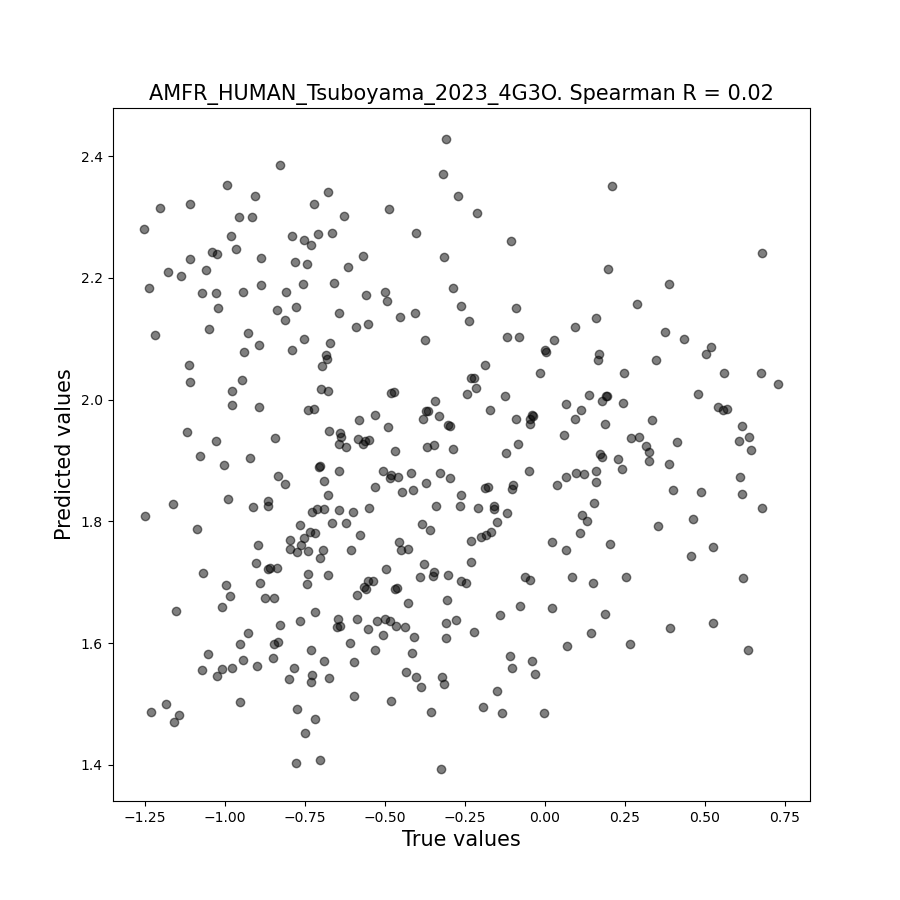 AMFR_HUMAN_Tsuboyama_2023_4G3O. Spearman R = 0.02
2.4
2.2
2.0
1.8
1.6
1.4
Predicted values
−1.25 −1.00 −0.75 −0.50 −0.25 0.00 0.25 0.50 0.75
True values